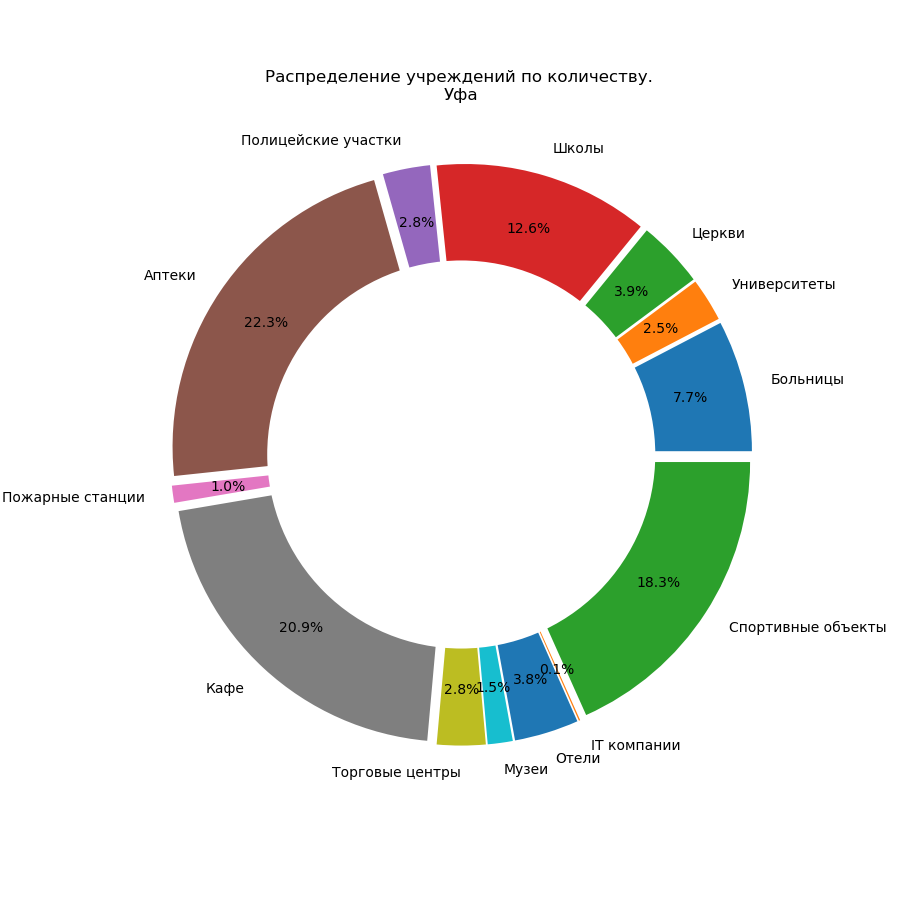 Распределение учреждений по количеству.
Уфа
Полицейские участки
Школы
2.8%
12.6%
Церкви
Аптеки
3.9%
Университеты
22.3%
2.5%
Больницы
7.7%
Пожарные станции
1.0%
18.3%
20.9%
Спортивные объекты
0.1%
3.8%
2.8%
1.5%
Кафе
IT компании
Отели
Музеи
Торговые центры